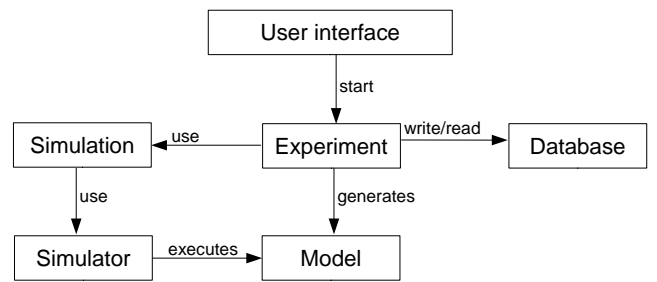 User interface
start
Simulation
use
Experiment
write/read
Database
use
generates
Simulator
executes
Model